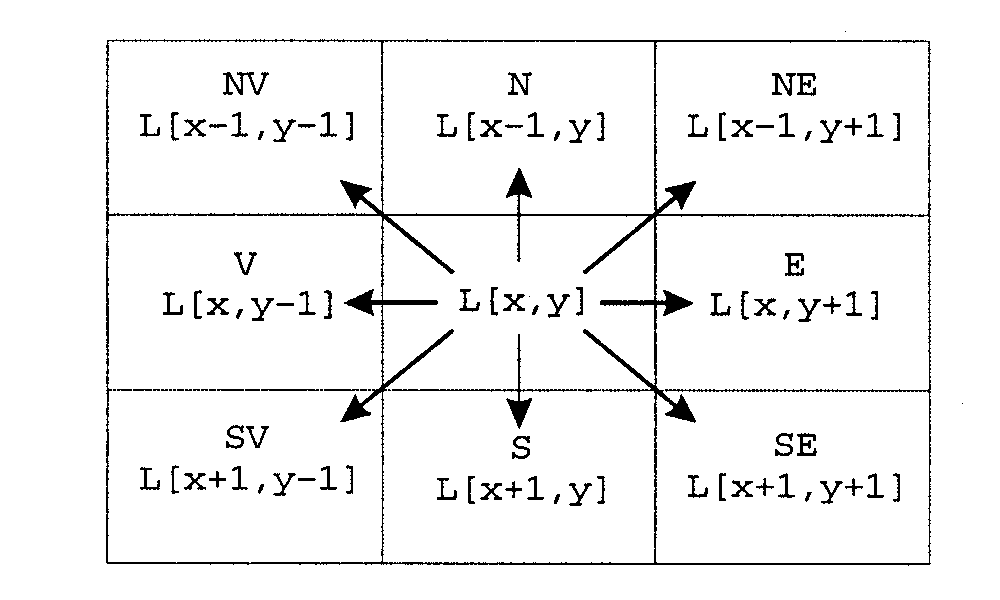 NV
L[x-1,y-1]
N
L[x-1,y]
NE
L[x-1,y+1]
V
L[x,y-1]
L[x,y]
E
L[x,y+1]
SV
L[x+1,y-1]
S
L[x+1,y]
SE
L[x+1,y+1]